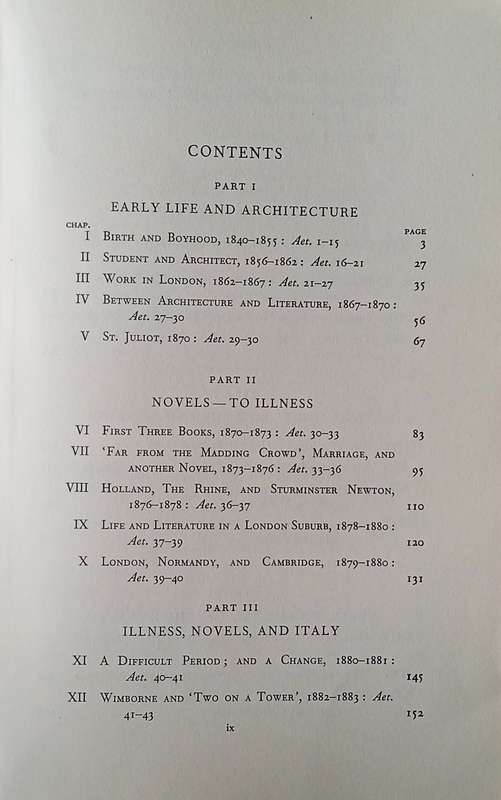 CONTENTS
PART I
EARLY LIFE AND ARCHITECTURE
CHAP.
PAGE
I BIRTH AND BOYHOOD, 1840–1855 : Aet. 1–15 3
II STUDENT AND ARCHITECT, 1856–1862 : Aet. 16–21 27
III WORK IN LONDON, 1862–1867 : Aet. 21–27 35
IV BETWEEN ARCHITECTURE AND LITERATURE, 1867–1870 :
Aet. 27–30 56
V ST. JULIOT, 1870 : Aet. 29–30 67
PART II
NOVELS—TO ILLNESS
VI FIRST THREE BOOKS, 1870–1873 : Aet. 30–33 83
VII ‘FAR FROM THE MADDING CROWD’, MARRIAGE, AND
ANOTHER NOVEL, 1873–1876 : Aet. 33–36 95
VIII HOLLAND, THE RHINE, AND STURMINSTER NEWTON,
1876–1878 : Aet. 36–37 110
IX LIFE AND LITERATURE IN A LONDON SUBURB, 1878–1880 :
Aet. 37–39 120
X LONDON, NORMANDY, AND CAMBRIDGE, 1879–1880 :
Aet. 39–40 131
PART III
ILLNESS, NOVELS, AND ITALY
XI A DIFFICULT PERIOD ; AND A CHANGE, 1880–1881 :
Aet. 40–41 145
XII WIMBORNE AND ‘TWO ON A TOWER’, 1882–1883 : Aet.
41–43 152
ix